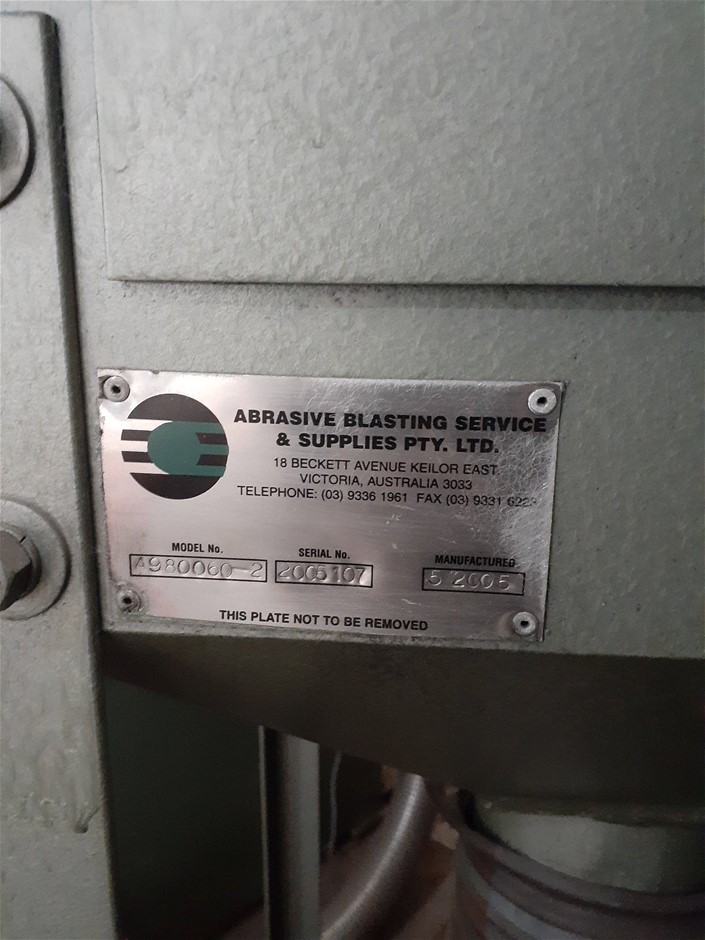 ABRASIVE BLASTING SERVICE
& SUPPLIES PTY. LTD.
18 BECKETT AVENUE KEILOR EAST
VICTORIA, AUSTRALIA 3033
TELEPHONE: (03) 9336 1961 FAX (03) 9331 6223
MODEL No. SERIAL No. MANUFACTURED
A980060-2 2005107 5 2005
THIS PLATE NOT TO BE REMOVED